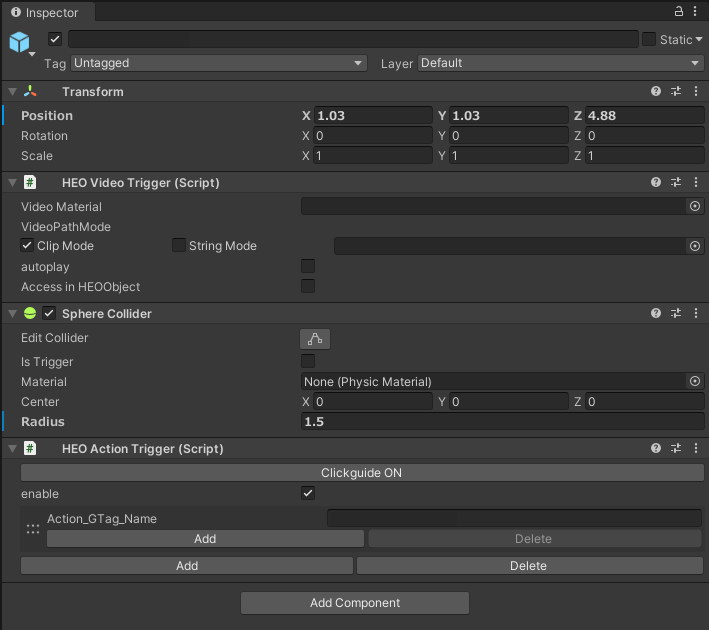 Inspector
Static
Tag Untagged Layer Default
Transform
Position X 1.03 Y 1.03 Z 4.88
Rotation X 0 Y 0 Z 0
Scale X 1 Y 1 Z 1
# HEO Video Trigger (Script)
Video Material
VideoPathMode
Clip Mode String Mode
autoplay
Access in HEOObject
Sphere Collider
Edit Collider
Is Trigger
Material None (Physic Material)
Center X 0 Y 0 Z 0
Radius 1.5
# HEO Action Trigger (Script)
Clickguide ON
enable
Action_GTag_Name
Add Delete
Add Delete
Add Component